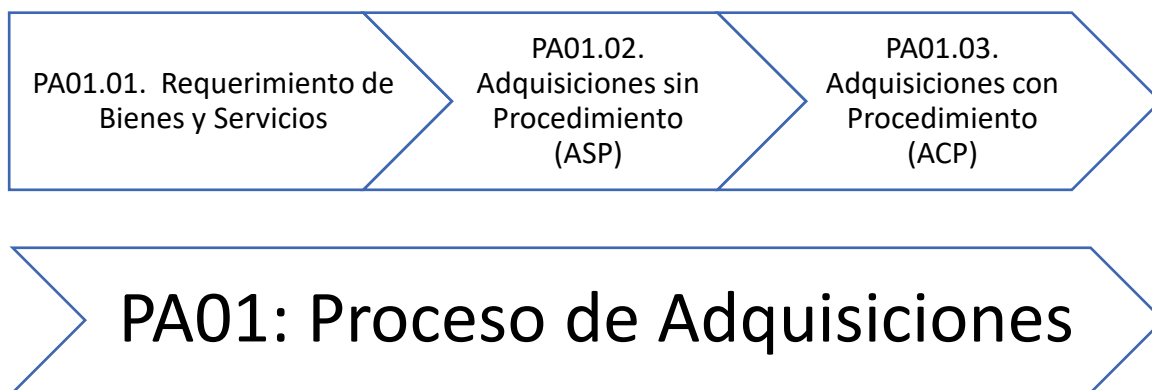 PA01.01. Requerimiento de
Bienes y Servicios
PA01.02.
Adquisiciones sin
Procedimiento
(ASP)
PA01.03.
Adquisiciones con
Procedimiento
(ACP)
PA01: Proceso de Adquisiciones